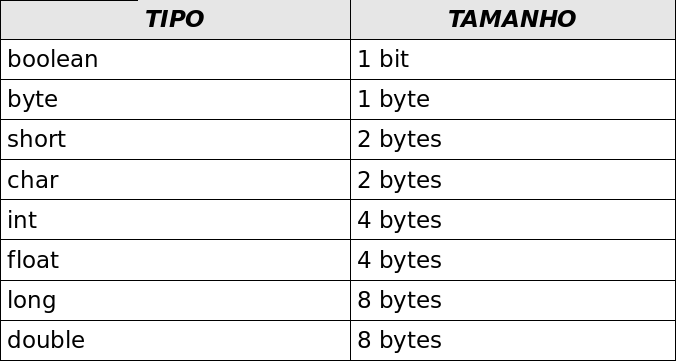 TIPO TAMANHO
boolean 1 bit
byte 1 byte
short 2 bytes
char 2 bytes
int 4 bytes
float 4 bytes
long 8 bytes
double 8 bytes